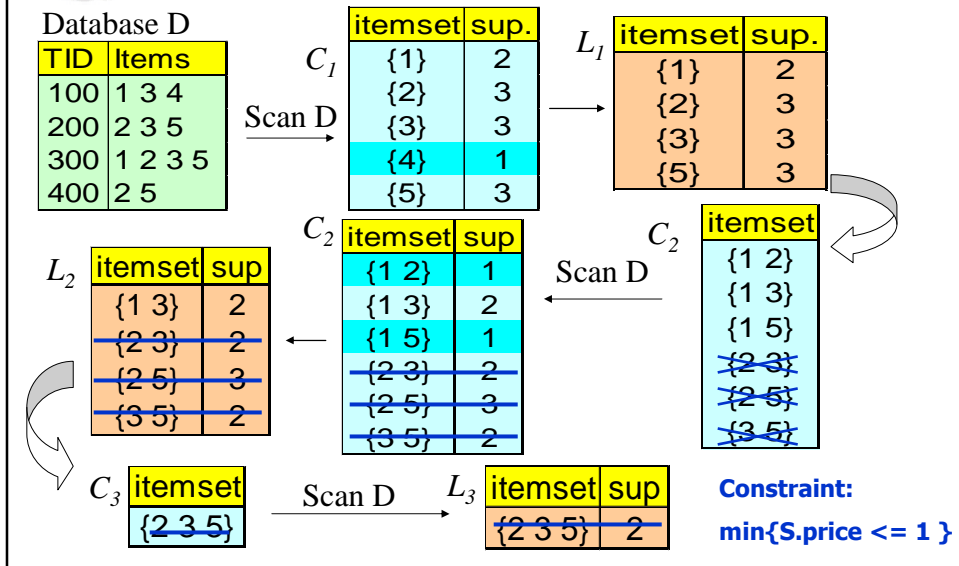 Database D
TID Items
100 1 3 4
200 2 3 5
300 1 2 3 5
400 2 5
Scan D
C1
itemset sup.
{1} 2
{2} 3
{3} 3
{4} 1
{5} 3
L1
itemset sup.
{1} 2
{2} 3
{3} 3
{5} 3
C2
itemset
{1 2}
{1 3}
{1 5}
{2 3}
{2 5}
{3 5}
Scan D
C2
itemset sup
{1 2} 1
{1 3} 2
{1 5} 1
{2 3} 2
{2 5} 3
{3 5} 2
L2
itemset sup
{1 3} 2
{2 3} 2
{2 5} 3
{3 5} 2
C3
itemset
{2 3 5}
Scan D
L3
itemset sup
{2 3 5} 2
Constraint:
min{S.price <= 1 }